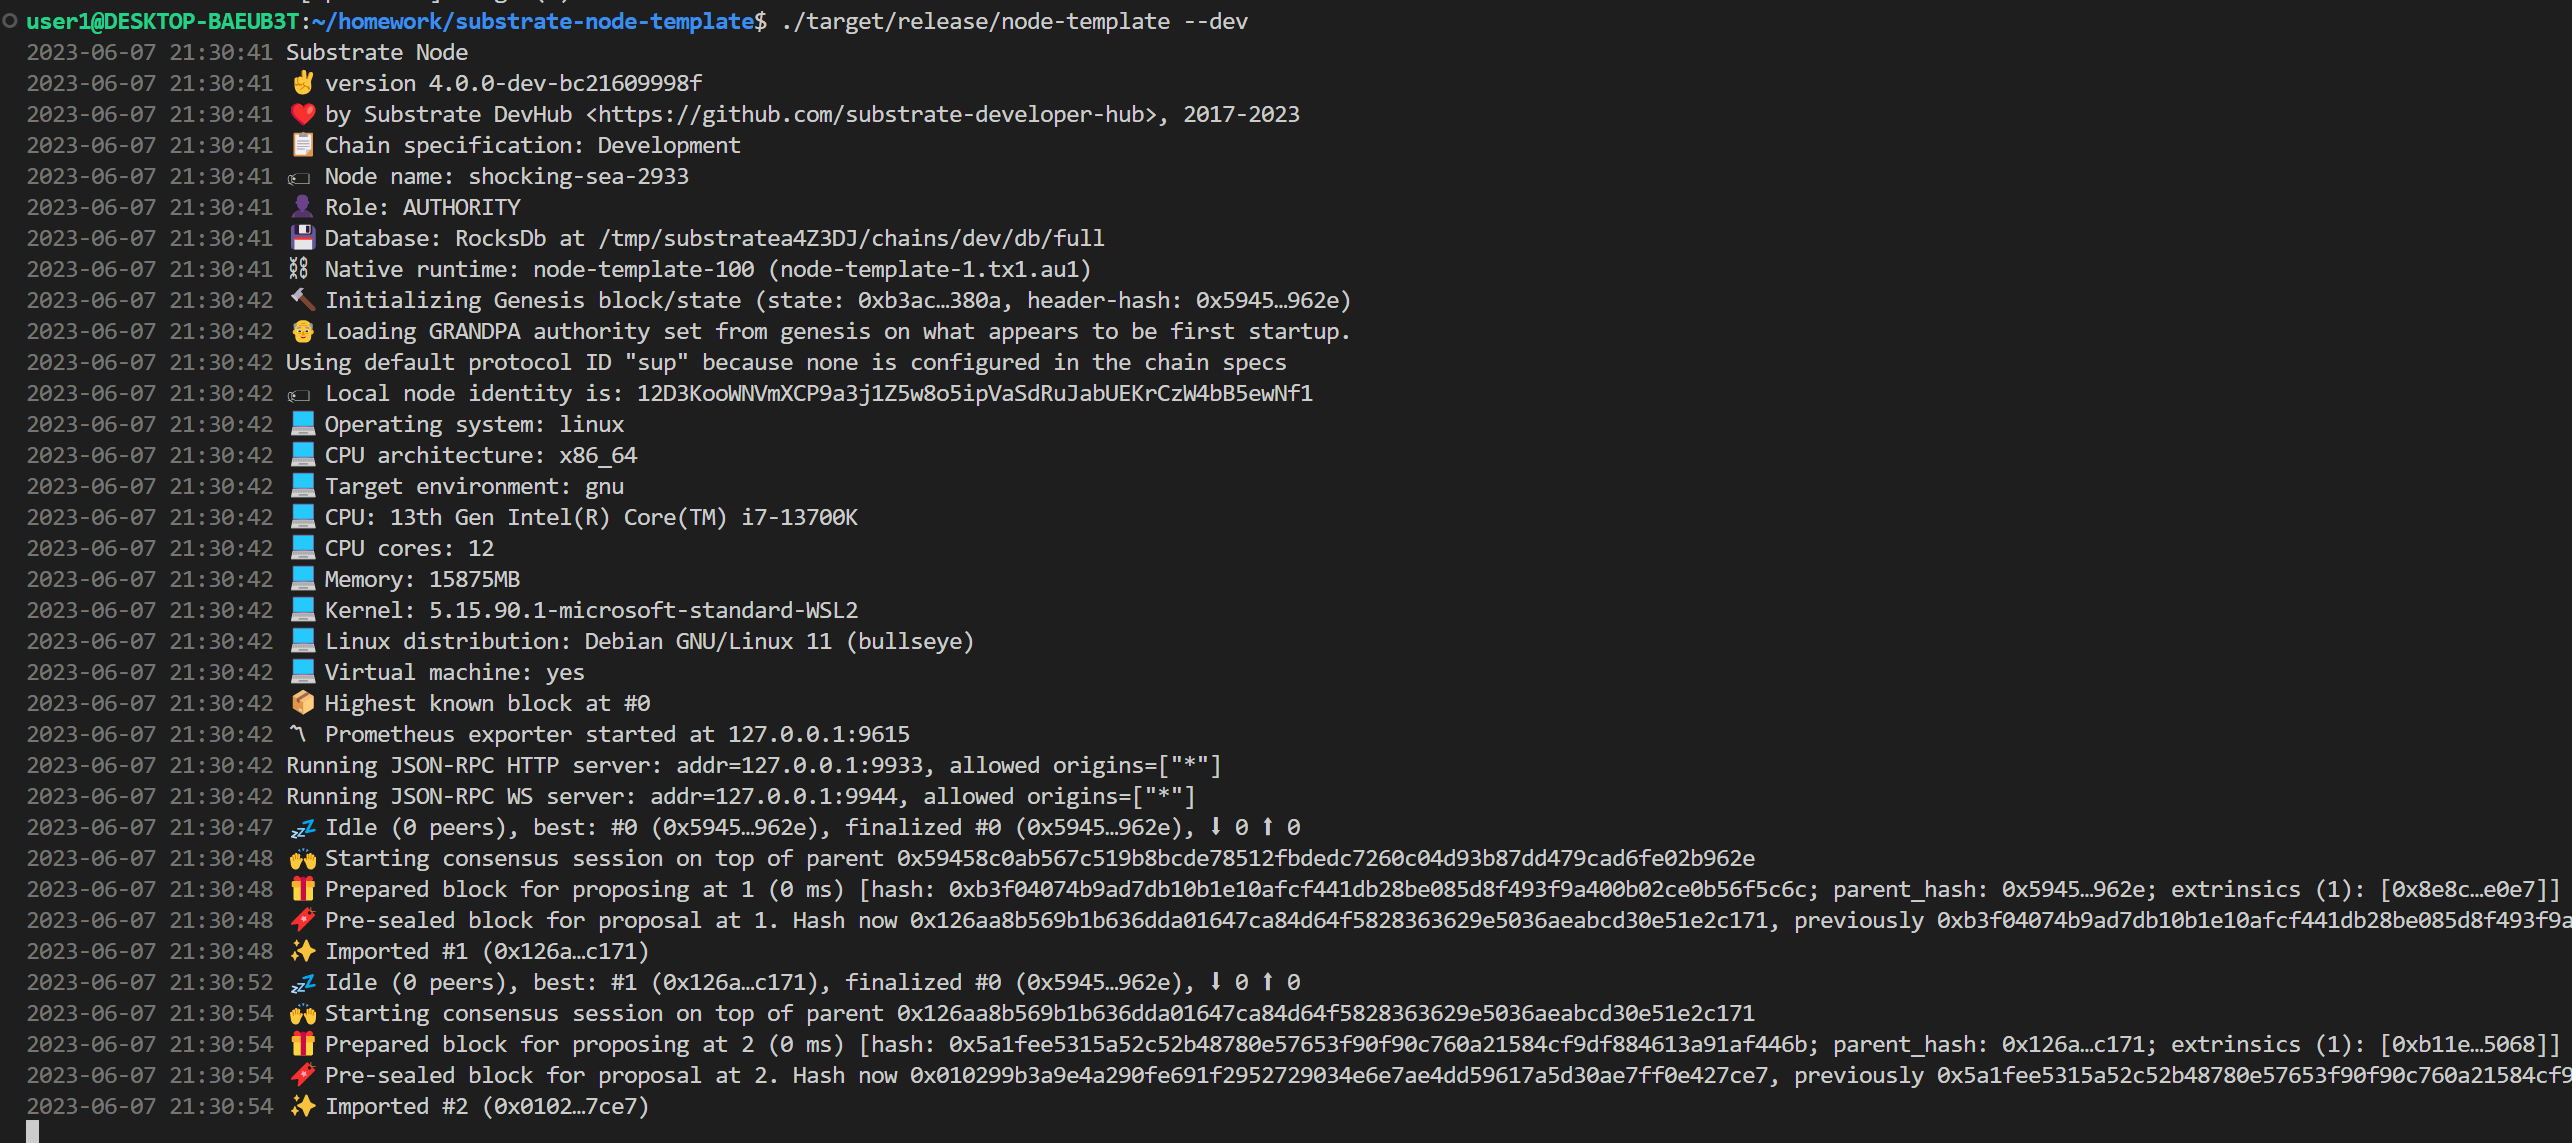 user1@DESKTOP-BAEUB3T:~/homework/substrate-node-template$ ./target/release/node-template --dev
2023-06-07 21:30:41 Substrate Node
2023-06-07 21:30:41 ✌️ version 4.0.0-dev-bc21609998f
2023-06-07 21:30:41 ❤️ by Substrate DevHub <https://github.com/substrate-developer-hub>, 2017-2023
2023-06-07 21:30:41 📋 Chain specification: Development
2023-06-07 21:30:41 🏷 Node name: shocking-sea-2933
2023-06-07 21:30:41 👤 Role: AUTHORITY
2023-06-07 21:30:41 💾 Database: RocksDb at /tmp/substratea4Z3DJ/chains/dev/db/full
2023-06-07 21:30:41 ⛓ Native runtime: node-template-100 (node-template-1.tx1.au1)
2023-06-07 21:30:42 🔨 Initializing Genesis block/state (state: 0xb3ac…380a, header-hash: 0x5945…962e)
2023-06-07 21:30:42 👴 Loading GRANDPA authority set from genesis on what appears to be first startup.
2023-06-07 21:30:42 Using default protocol ID "sup" because none is configured in the chain specs
2023-06-07 21:30:42 🏷 Local node identity is: 12D3KooWNVmXCP9a3j1Z5w8o5ipVaSdRuJabUEKrCzW4bB5ewNf1
2023-06-07 21:30:42 💻 Operating system: linux
2023-06-07 21:30:42 💻 CPU architecture: x86_64
2023-06-07 21:30:42 💻 Target environment: gnu
2023-06-07 21:30:42 💻 CPU: 13th Gen Intel(R) Core(TM) i7-13700K
2023-06-07 21:30:42 💻 CPU cores: 12
2023-06-07 21:30:42 💻 Memory: 15875MB
2023-06-07 21:30:42 💻 Kernel: 5.15.90.1-microsoft-standard-WSL2
2023-06-07 21:30:42 💻 Linux distribution: Debian GNU/Linux 11 (bullseye)
2023-06-07 21:30:42 💻 Virtual machine: yes
2023-06-07 21:30:42 📦 Highest known block at #0
2023-06-07 21:30:42 〽️ Prometheus exporter started at 127.0.0.1:9615
2023-06-07 21:30:42 Running JSON-RPC HTTP server: addr=127.0.0.1:9933, allowed origins=["*"]
2023-06-07 21:30:42 Running JSON-RPC WS server: addr=127.0.0.1:9944, allowed origins=["*"]
2023-06-07 21:30:47 💤 Idle (0 peers), best: #0 (0x5945…962e), finalized #0 (0x5945…962e), ⬇ 0 ⬆ 0
2023-06-07 21:30:48 🙌 Starting consensus session on top of parent 0x59458c0ab567c519b8bcde78512fbdedc7260c04d93b87dd479cad6fe02b962e
2023-06-07 21:30:48 🎁 Prepared block for proposing at 1 (0 ms) [hash: 0xb3f04074b9ad7db10b1e10afcf441db28be085d8f493f9a400b02ce0b56f5c6c; parent_hash: 0x5945…962e; extrinsics (1): [0x8e8c…e0e7]]
2023-06-07 21:30:48 🔖 Pre-sealed block for proposal at 1. Hash now 0x126aa8b569b1b636dda01647ca84d64f5828363629e5036aeabcd30e51e2c171, previously 0xb3f04074b9ad7db10b1e10afcf441db28be085d8f493f9a
2023-06-07 21:30:48 ✨ Imported #1 (0x126a…c171)
2023-06-07 21:30:52 💤 Idle (0 peers), best: #1 (0x126a…c171), finalized #0 (0x5945…962e), ⬇ 0 ⬆ 0
2023-06-07 21:30:54 🙌 Starting consensus session on top of parent 0x126aa8b569b1b636dda01647ca84d64f5828363629e5036aeabcd30e51e2c171
2023-06-07 21:30:54 🎁 Prepared block for proposing at 2 (0 ms) [hash: 0x5a1fee5315a52c52b48780e57653f90f90c760a21584cf9df884613a91af446b; parent_hash: 0x126a…c171; extrinsics (1): [0xb11e…5068]]
2023-06-07 21:30:54 🔖 Pre-sealed block for proposal at 2. Hash now 0x010299b3a9e4a290fe691f2952729034e6e7ae4dd59617a5d30ae7ff0e427ce7, previously 0x5a1fee5315a52c52b48780e57653f90f90c760a21584cf9
2023-06-07 21:30:54 ✨ Imported #2 (0x0102…7ce7)